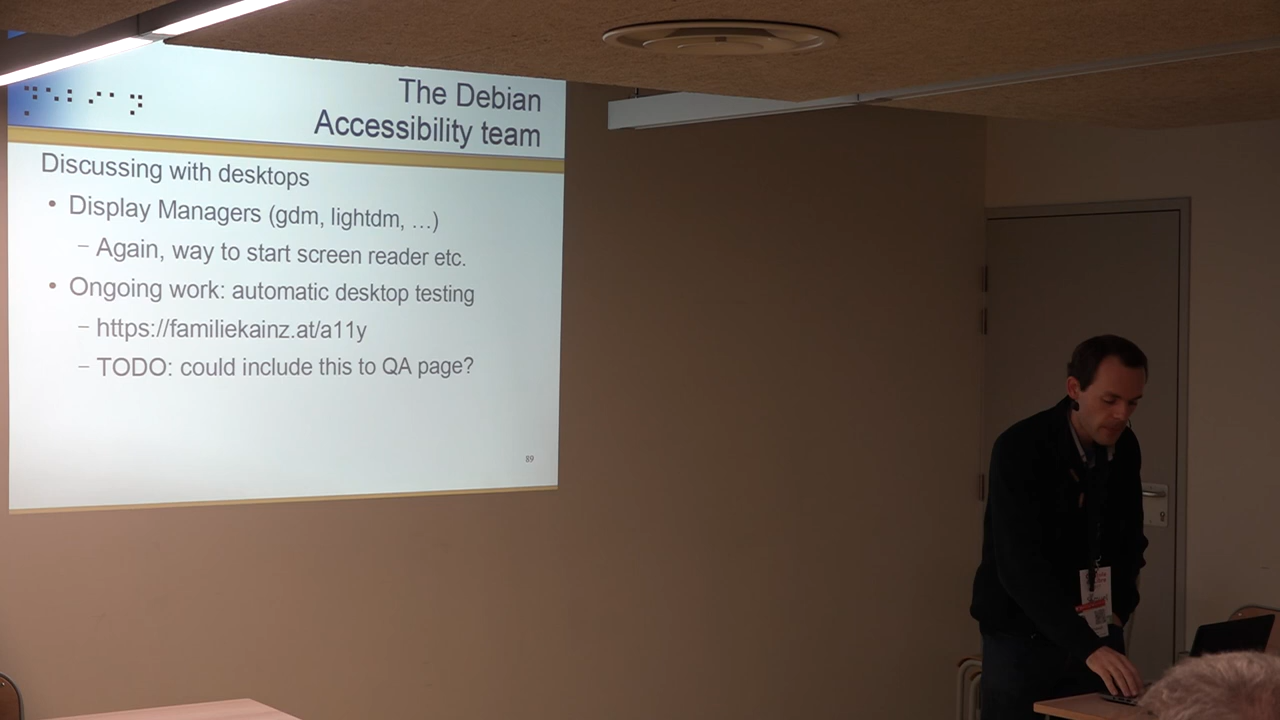 The Debian
Accessibility team
Discussing with desktops
• Display Managers (gdm, lightdm, …)
– Again, way to start screen reader etc.
• Ongoing work: automatic desktop testing
– https://familiekainz.at/a11y
– TODO: could include this to QA page?
89